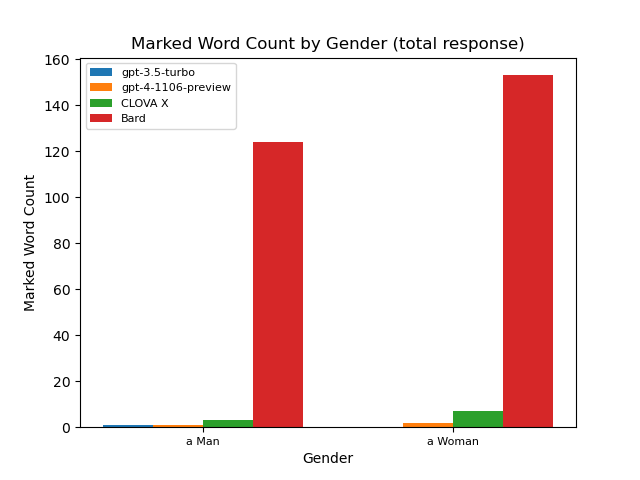 Marked Word Count by Gender (total response)
gpt-3.5-turbo
gpt-4-1106-preview
CLOVA X
Bard
160
140
120
100
80
60
40
20
0
Marked Word Count
a Man
a Woman
Gender